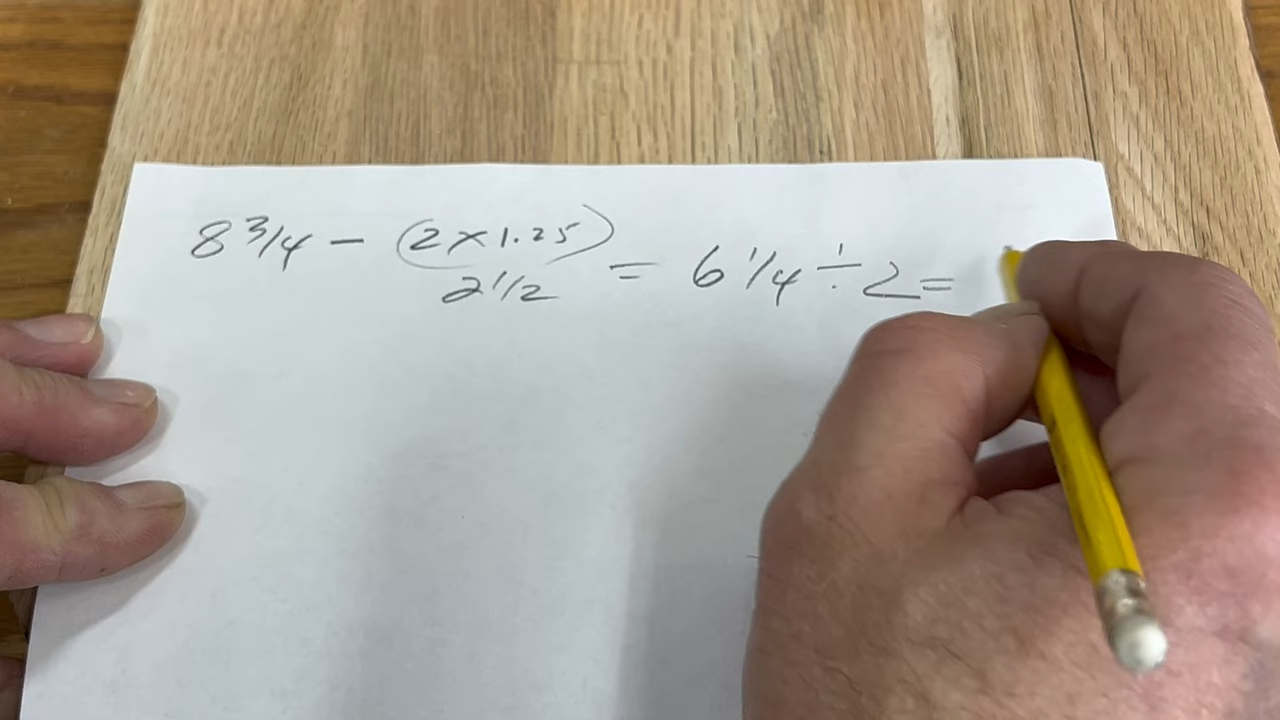 8 3/4 - (2 x 1.25) = 6 1/4 ÷ 2 =
2 1/2